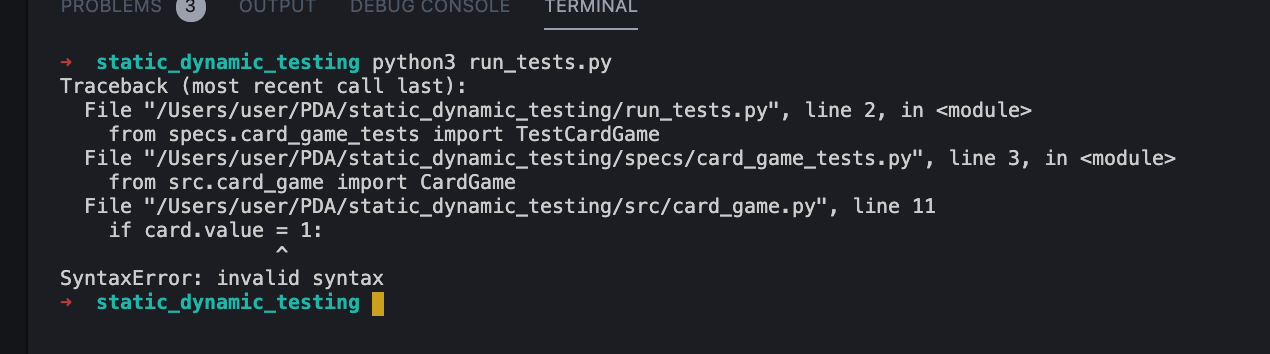 PROBLEMS 3 OUTPUT DEBUG CONSOLE TERMINAL
→ static_dynamic_testing python3 run_tests.py
Traceback (most recent call last):
  File "/Users/user/PDA/static_dynamic_testing/run_tests.py", line 2, in <module>
    from specs.card_game_tests import TestCardGame
  File "/Users/user/PDA/static_dynamic_testing/specs/card_game_tests.py", line 3, in <module>
    from src.card_game import CardGame
  File "/Users/user/PDA/static_dynamic_testing/src/card_game.py", line 11
    if card.value = 1:
                  ^
SyntaxError: invalid syntax
→ static_dynamic_testing